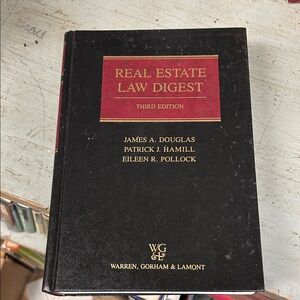 REAL ESTATE
LAW DIGEST
THIRD EDITION
JAMES A. DOUGLAS
PATRICK J. HAMILL
EILEEN R. POLLOCK
WG
&L
WARREN, GORHAM & LAMONT